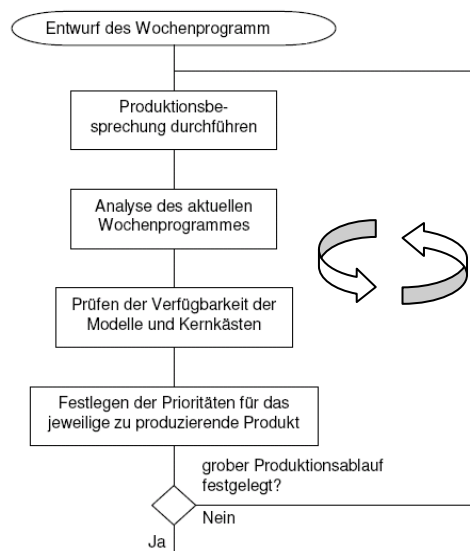 Entwurf des Wochenprogramm
Produktionsbe-
sprechung durchführen
Analyse des aktuellen
Wochenprogrammes
Prüfen der Verfügbarkeit der
Modelle und Kernkästen
Festlegen der Prioritäten für das
jeweilige zu produzierende Produkt
grober Produktionsablauf
festgelegt?
Nein
Ja